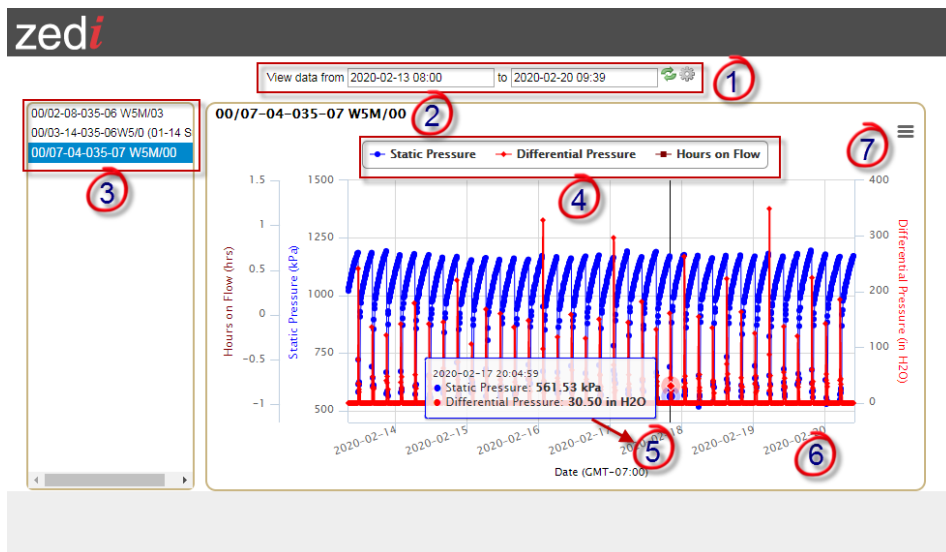 zedi
View data from 2020-02-13 08:00 to 2020-02-20 09:39
1
00/02-08-035-06 W5M/03
00/03-14-035-06W5/0 (01-14 S
00/07-04-035-07 W5M/00
3
00/07-04-035-07 W5M/00
2
7
Static Pressure Differential Pressure Hours on Flow
4
Hours on Flow (hrs)
1.5
1
0.5
0
-0.5
-1
Static Pressure (kPa)
1500
1250
1000
750
500
400
300
200
100
0
Differential Pressure (in H2O)
2020-02-17 20:04:59
Static Pressure: 561.53 kPa
Differential Pressure: 30.50 in H2O
2020-02-14
2020-02-15
2020-02-16
2020-02-17
2020-02-18
2020-02-19
2020-02-20
5
6
Date (GMT-07:00)